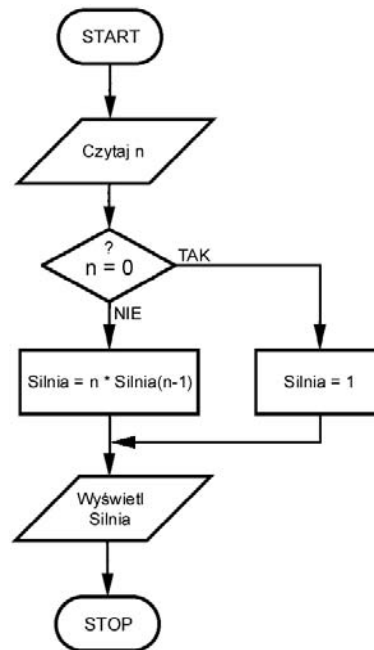 START
Czytaj n
?
n = 0
TAK
NIE
Silnia = n * Silnia(n-1)
Silnia = 1
Wyświetl
Silnia
STOP